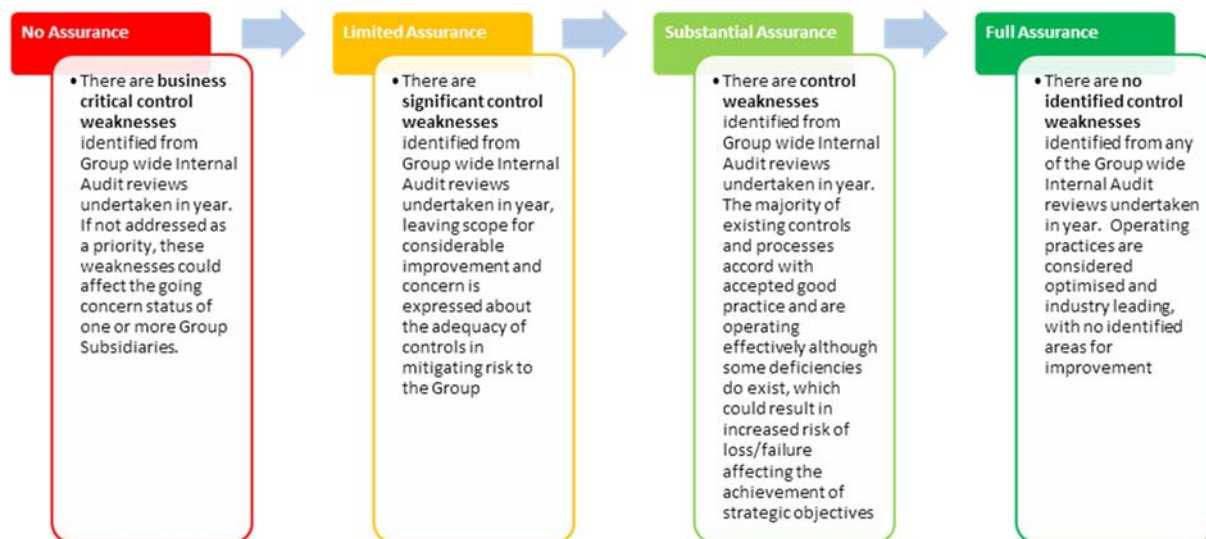 No Assurance
There are business
critical control
weaknesses
identified from
Group wide Internal
Audit reviews
undertaken in year.
If not addressed as
a priority, these
weaknesses could
affect the going
concern status of
one or more Group
Subsidiaries.
Limited Assurance
There are
significant control
weaknesses
identified from
Group wide Internal
Audit reviews
undertaken in year,
leaving scope for
considerable
improvement and
concern is
expressed about
the adequacy of
controls in
mitigating risk to
the Group
Substantial Assurance
There are control
weaknesses
identified from
Group wide Internal
Audit reviews
undertaken in year.
The majority of
existing controls
and processes
accord with
accepted good
practice and are
operating
effectively although
some deficiencies
do exist, which
could result in
increased risk of
loss/failure
affecting the
achievement of
strategic objectives
Full Assurance
There are no
identified control
weaknesses
identified from any
of the Group wide
Internal Audit
reviews undertaken
in year.  Operating
practices are
considered
optimised and
industry leading,
with no identified
areas for
improvement